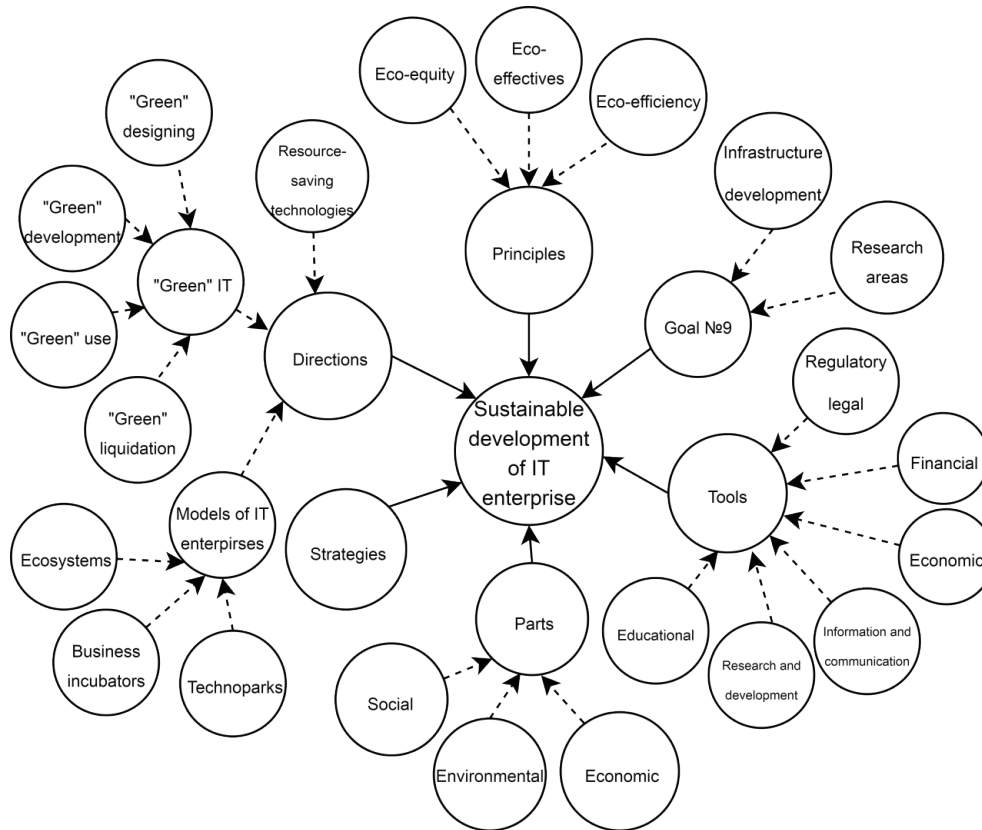 Eco-equity
Eco-
effectives
Eco-efficiency
"Green"
designing
Resource-
saving
technologies
Infrastructure
development
"Green"
development
"Green" IT
Principles
Research
areas
"Green" use
Directions
Goal №9
"Green"
liquidation
Sustainable
development
of IT
enterprise
Regulatory
legal
Financial
Tools
Models of IT
enterpirses
Strategies
Economic
Ecosystems
Business
incubators
Technoparks
Parts
Educational
Research and
development
Information and
communication
Social
Environmental
Economic